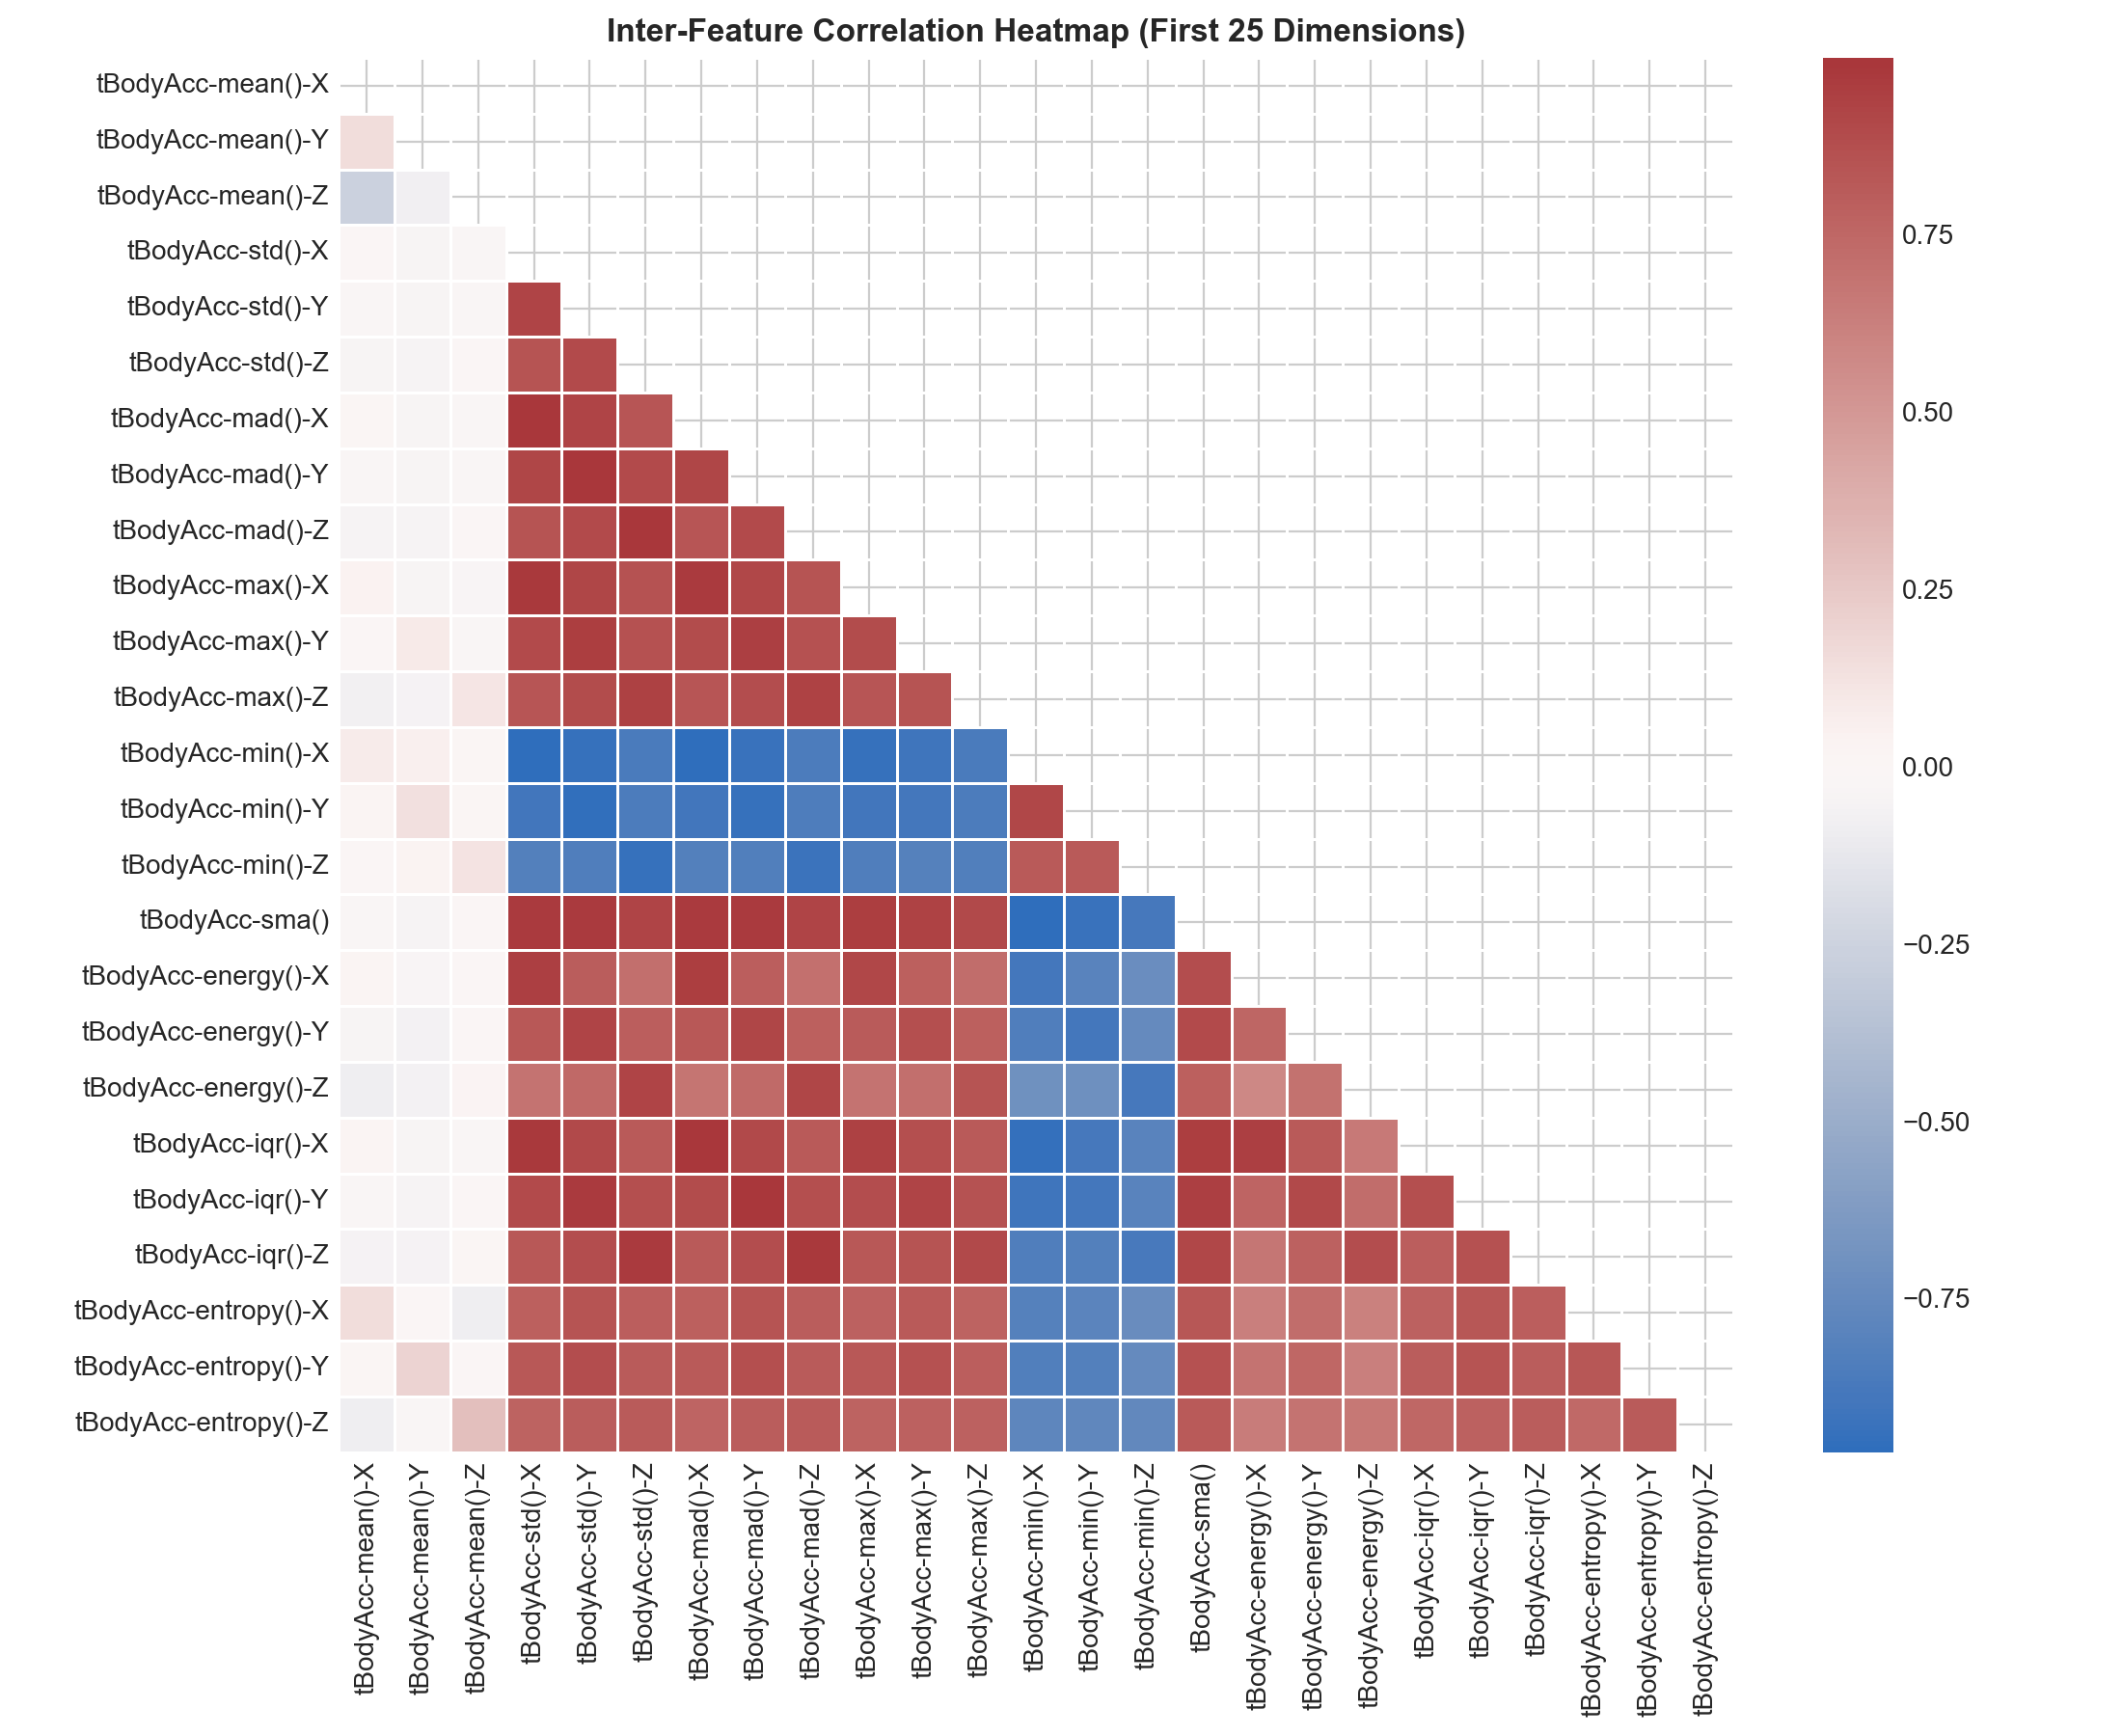 Inter-Feature Correlation Heatmap (First 25 Dimensions)
tBodyAcc-mean()-X
tBodyAcc-mean()-Y
tBodyAcc-mean()-Z
tBodyAcc-std()-X
tBodyAcc-std()-Y
tBodyAcc-std()-Z
tBodyAcc-mad()-X
tBodyAcc-mad()-Y
tBodyAcc-mad()-Z
tBodyAcc-max()-X
tBodyAcc-max()-Y
tBodyAcc-max()-Z
tBodyAcc-min()-X
tBodyAcc-min()-Y
tBodyAcc-min()-Z
tBodyAcc-sma()
tBodyAcc-energy()-X
tBodyAcc-energy()-Y
tBodyAcc-energy()-Z
tBodyAcc-iqr()-X
tBodyAcc-iqr()-Y
tBodyAcc-iqr()-Z
tBodyAcc-entropy()-X
tBodyAcc-entropy()-Y
tBodyAcc-entropy()-Z
tBodyAcc-mean()-X
tBodyAcc-mean()-Y
tBodyAcc-mean()-Z
tBodyAcc-std()-X
tBodyAcc-std()-Y
tBodyAcc-std()-Z
tBodyAcc-mad()-X
tBodyAcc-mad()-Y
tBodyAcc-mad()-Z
tBodyAcc-max()-X
tBodyAcc-max()-Y
tBodyAcc-max()-Z
tBodyAcc-min()-X
tBodyAcc-min()-Y
tBodyAcc-min()-Z
tBodyAcc-sma()
tBodyAcc-energy()-X
tBodyAcc-energy()-Y
tBodyAcc-energy()-Z
tBodyAcc-iqr()-X
tBodyAcc-iqr()-Y
tBodyAcc-iqr()-Z
tBodyAcc-entropy()-X
tBodyAcc-entropy()-Y
tBodyAcc-entropy()-Z
0.75
0.50
0.25
0.00
−0.25
−0.50
−0.75